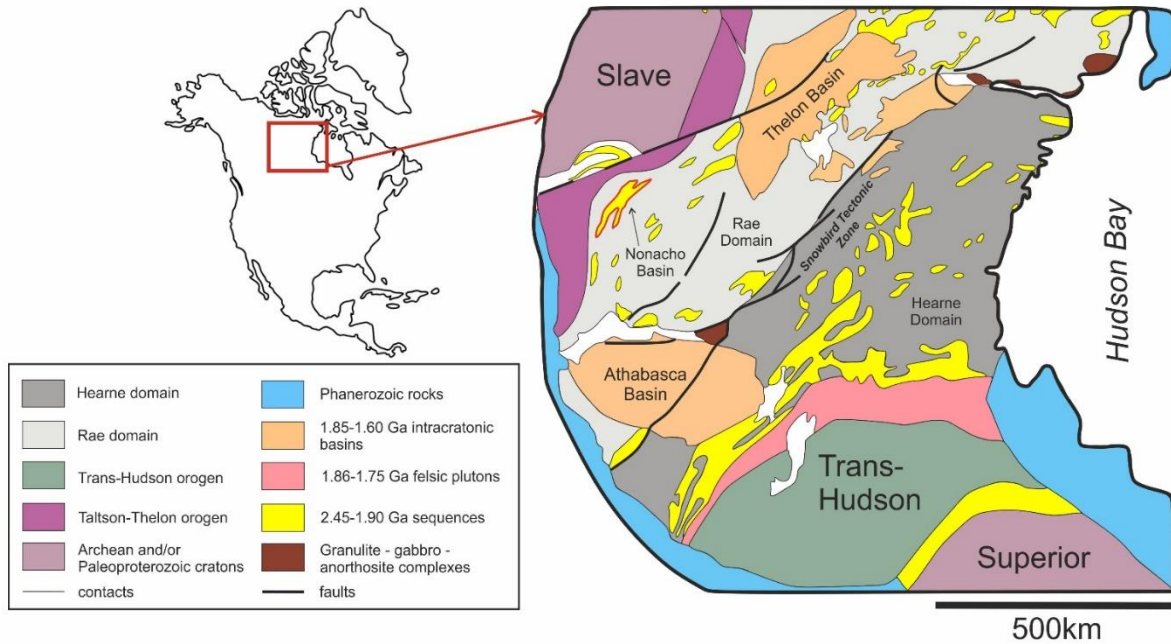 Slave
Thelon Basin
Nonacho
Basin
Rae
Domain
Snowbird Tectonic
Zone
Hearne
Domain
Hudson Bay
Athabasca
Basin
Trans-
Hudson
Superior
500km
Hearne domain
Rae domain
Trans-Hudson orogen
Taltson-Thelon orogen
Archean and/or
Paleoproterozoic cratons
contacts
Phanerozoic rocks
1.85-1.60 Ga intracratonic
basins
1.86-1.75 Ga felsic plutons
2.45-1.90 Ga sequences
Granulite - gabbro -
anorthosite complexes
faults